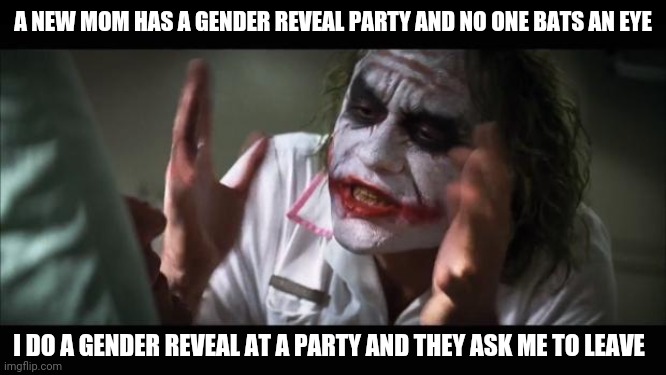 A NEW MOM HAS A GENDER REVEAL PARTY AND NO ONE BATS AN EYE
I DO A GENDER REVEAL AT A PARTY AND THEY ASK ME TO LEAVE
imgflip.com